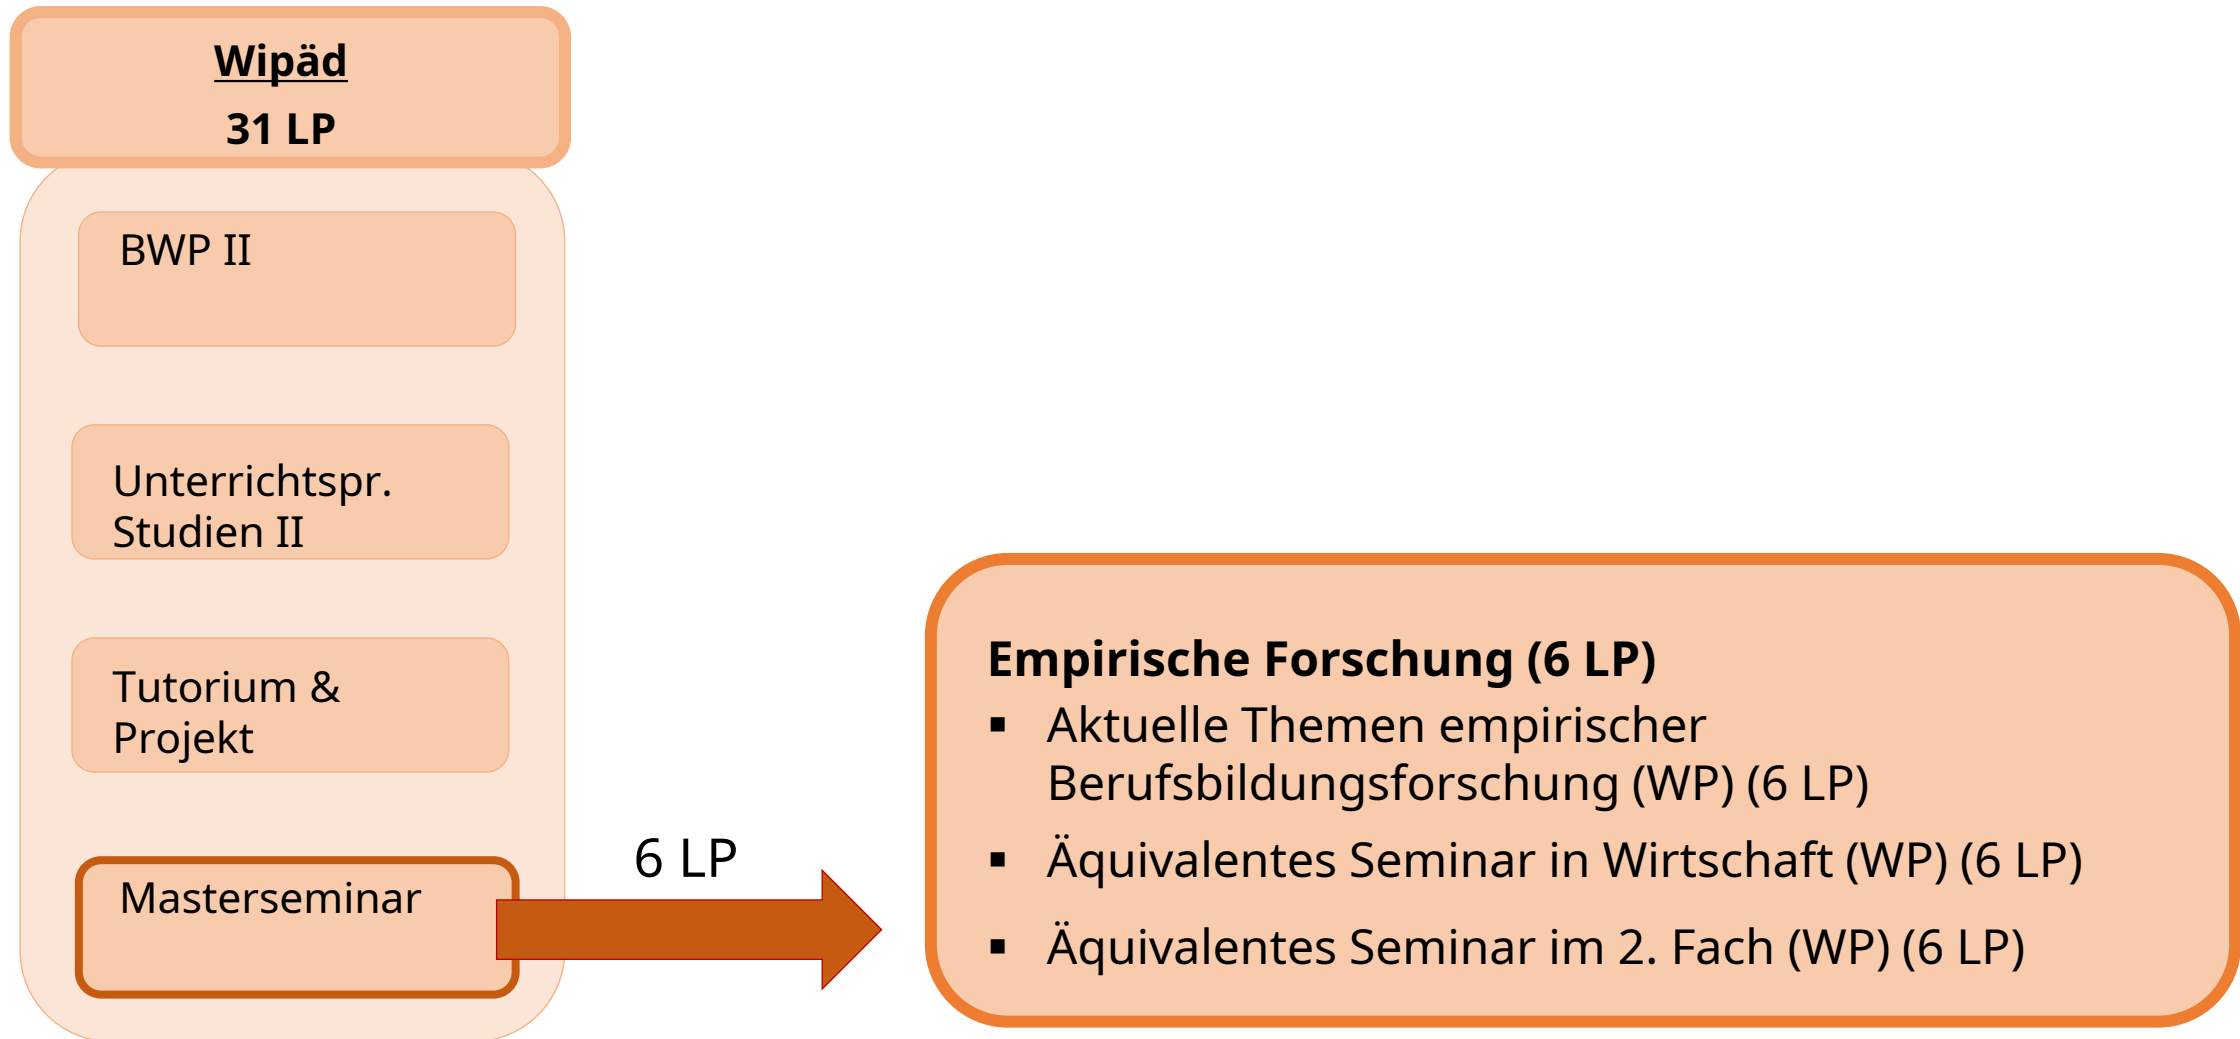 Wipäd
31 LP
BWP II
Unterrichtspr.
Studien II
Tutorium &
Projekt
Masterseminar
6 LP
Empirische Forschung (6 LP)
▪ Aktuelle Themen empirischer
Berufsbildungsforschung (WP) (6 LP)
▪ Äquivalentes Seminar in Wirtschaft (WP) (6 LP)
▪ Äquivalentes Seminar im 2. Fach (WP) (6 LP)